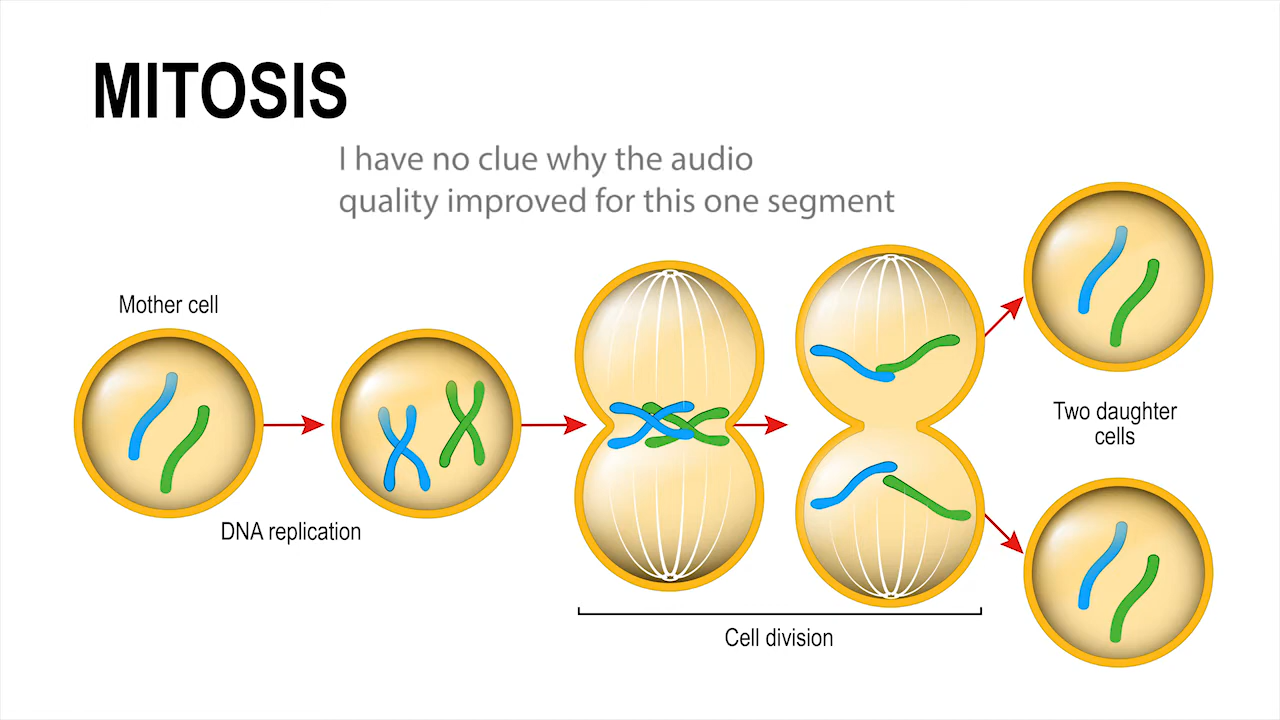 MITOSIS
I have no clue why the audio
quality improved for this one segment
Mother cell
DNA replication
Cell division
Two daughter
cells